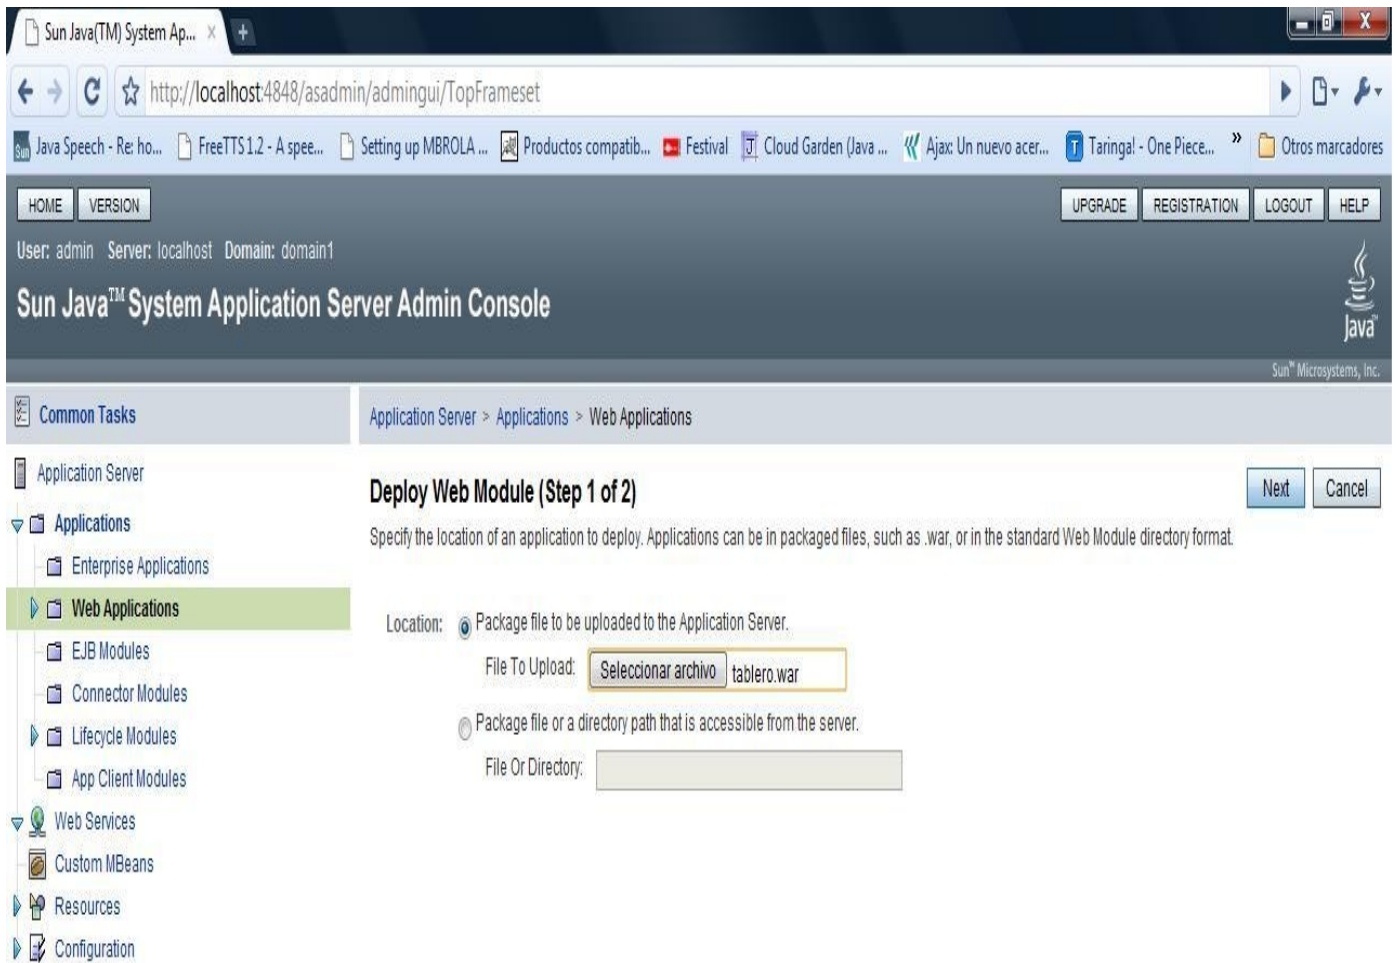 Sun Java(TM) System Ap...
http://localhost:4848/asadmin/admingui/TopFrameset
Java Speech - Re: ho... FreeTTS 1.2 - A spee... Setting up MBROLA ... Productos compatib... Festival Cloud Garden (Java ... Ajax: Un nuevo acer... Taringa! - One Piece... » Otros marcadores
HOME VERSION UPGRADE REGISTRATION LOGOUT HELP
User: admin Server: localhost Domain: domain1
Sun Java™ System Application Server Admin Console
Java™
Sun™ Microsystems, Inc.
Common Tasks
Application Server
Applications
Enterprise Applications
Web Applications
EJB Modules
Connector Modules
Lifecycle Modules
App Client Modules
Web Services
Custom MBeans
Resources
Configuration
Application Server > Applications > Web Applications
Deploy Web Module (Step 1 of 2)
Next Cancel
Specify the location of an application to deploy. Applications can be in packaged files, such as .war, or in the standard Web Module directory format.
Location: Package file to be uploaded to the Application Server.
File To Upload: Seleccionar archivo tablero.war
Package file or a directory path that is accessible from the server.
File Or Directory: